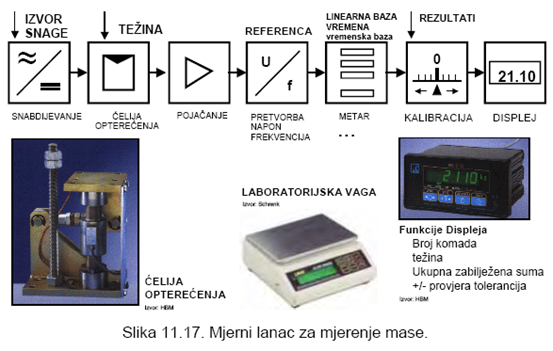 IZVOR
SNAGE
TEŽINA
REFERENCA
LINEARNA BAZA
VREMENA
vremenska baza
REZULTATI
U
f
0
21.10
SNABDIJEVANJE
ĆELIJA
OPTEREĆENJA
POJAČANJE
PRETVORBA
NAPON
FREKVENCIJA
METAR
...
KALIBRACIJA
DISPLEJ
2110
LABORATORIJSKA VAGA
Izvor: Schenk
Funkcije Displeja
Broj komada
težina
Ukupna zabilježena suma
+/- provjera tolerancija
Izvor: HBM
ĆELIJA
OPTEREĆENJA
Izvor: HBM
Slika 11.17. Mjerni lanac za mjerenje mase.